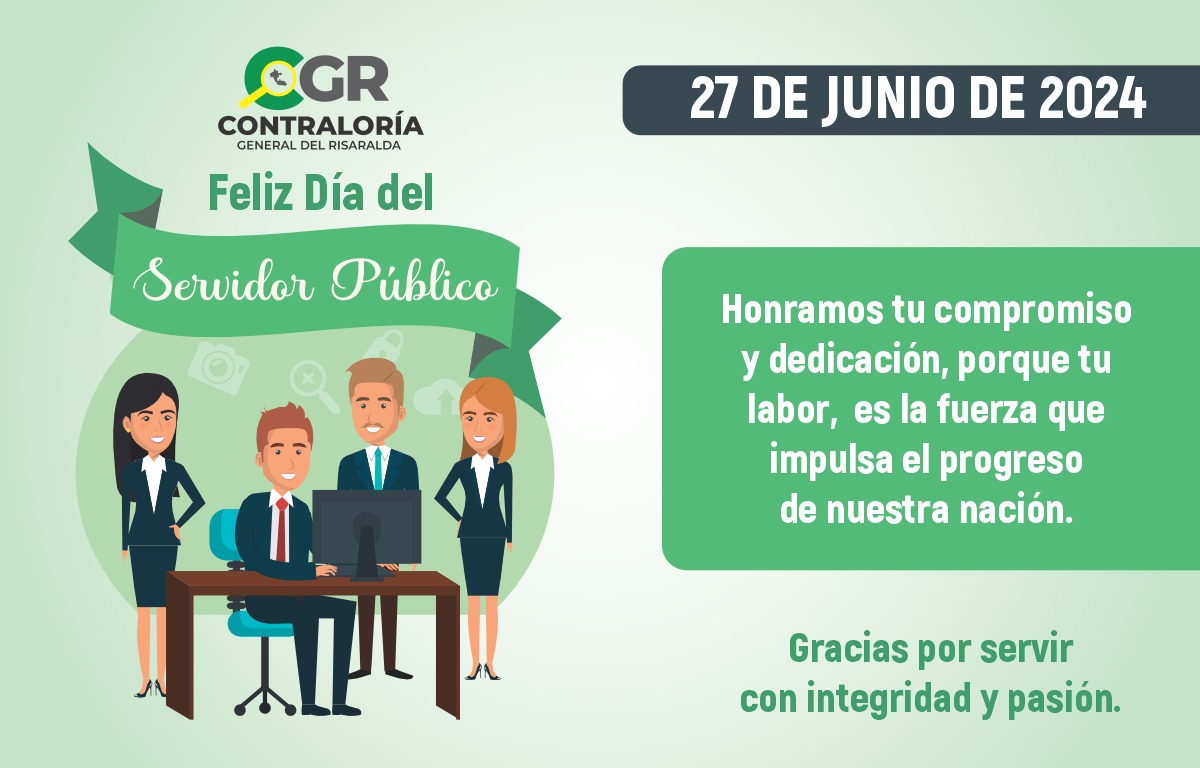 CGR
CONTRALORÍA
GENERAL DEL RISARALDA
Feliz Día del
Servidor Público
27 DE JUNIO DE 2024
Honramos tu compromiso
y dedicación, porque tu
labor,  es la fuerza que
impulsa el progreso
de nuestra nación.
Gracias por servir
con integridad y pasión.